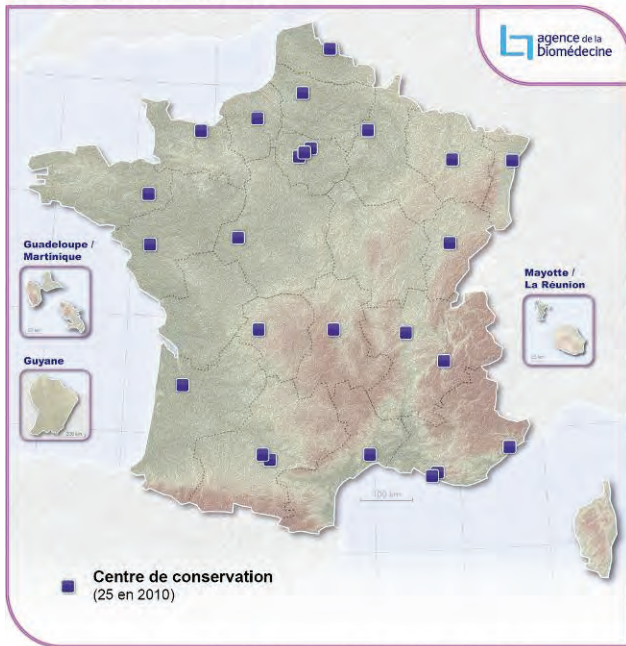 agence de la
biomédecine
Guadeloupe /
Martinique
Guyane
Mayotte /
La Réunion
100 km
Centre de conservation
(25 en 2010)